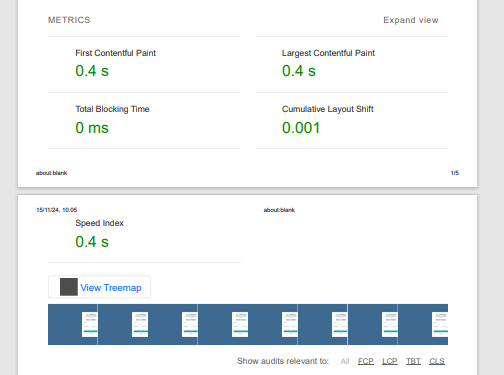 METRICS Expand view
First Contentful Paint Largest Contentful Paint
0.4 s 0.4 s
Total Blocking Time Cumulative Layout Shift
0 ms 0.001
about:blank 1/5
15/11/24, 10:05 about:blank
Speed Index
0.4 s
View Treemap
Show audits relevant to: All FCP LCP TBT CLS